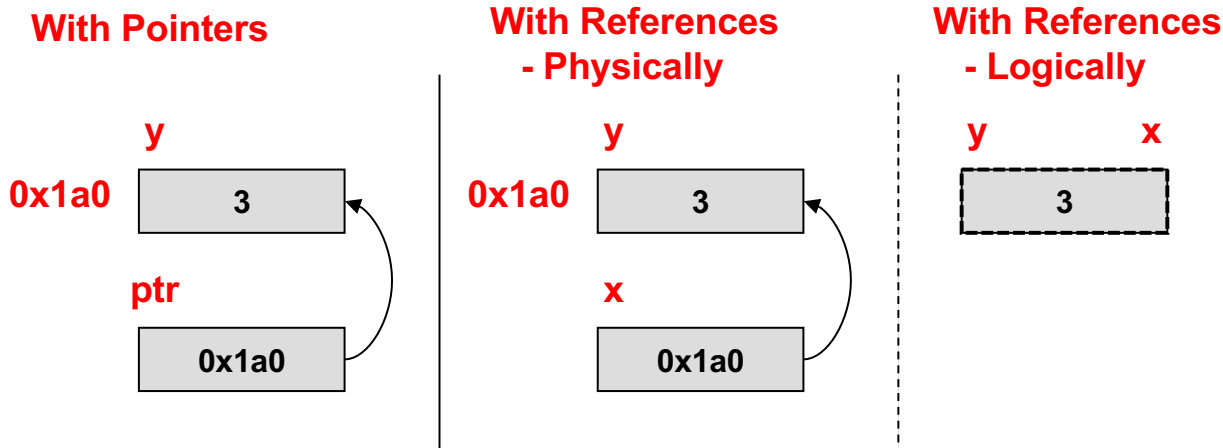 With Pointers
y
0x1a0
3
ptr
0x1a0
With References
- Physically
y
0x1a0
3
x
0x1a0
With References
- Logically
y x
3